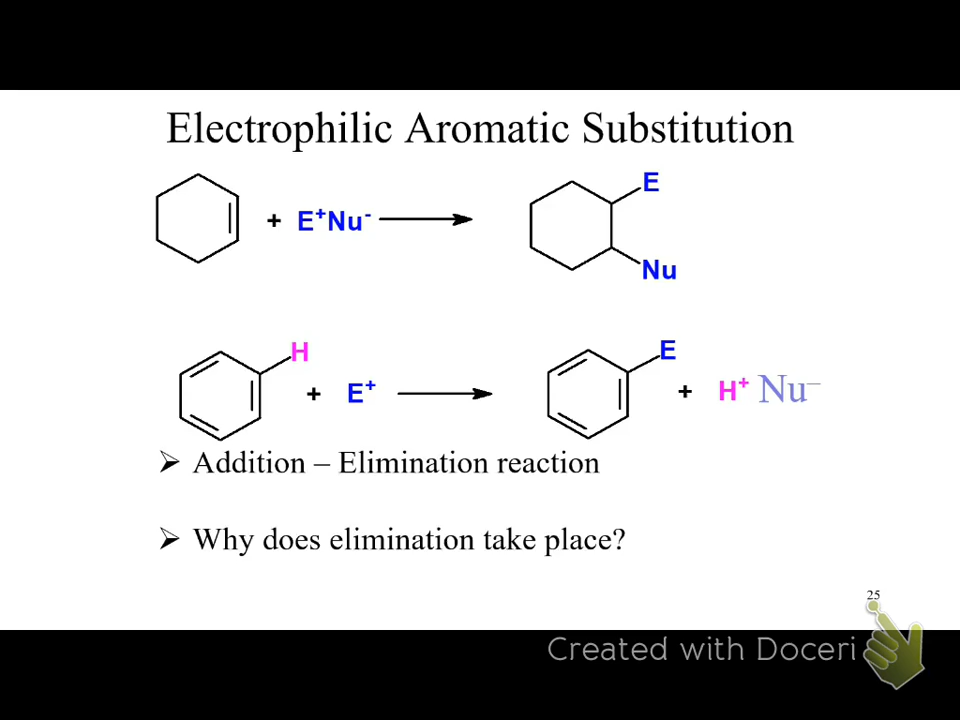 Electrophilic Aromatic Substitution
E
+ E⁺Nu⁻
Nu
H
E
+ E⁺
+ H⁺ Nu⁻
➢ Addition – Elimination reaction
➢ Why does elimination take place?
25
Created with Doceri